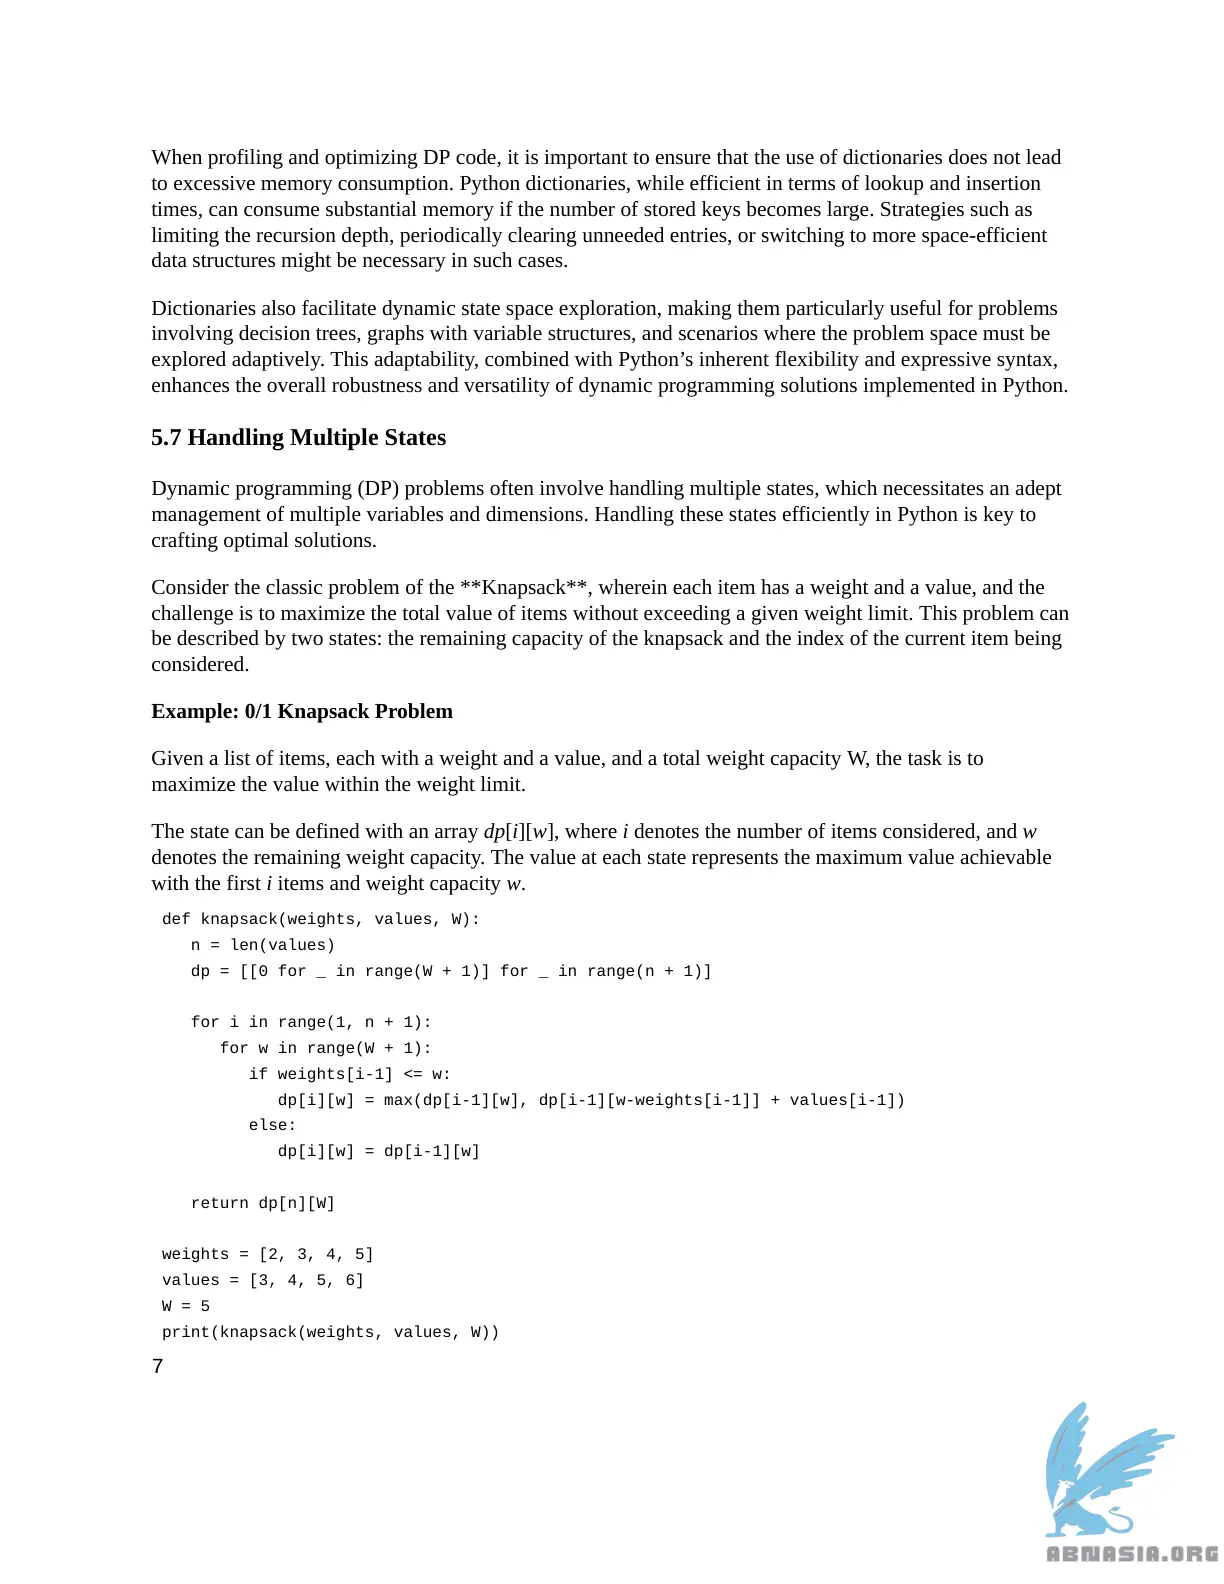 When profiling and optimizing DP code, it is important to ensure that the use of dictionaries does not lead
to excessive memory consumption. Python dictionaries, while efficient in terms of lookup and insertion
times, can consume substantial memory if the number of stored keys becomes large. Strategies such as
limiting the recursion depth, periodically clearing unneeded entries, or switching to more space-efficient
data structures might be necessary in such cases.
Dictionaries also facilitate dynamic state space exploration, making them particularly useful for problems
involving decision trees, graphs with variable structures, and scenarios where the problem space must be
explored adaptively. This adaptability, combined with Python’s inherent flexibility and expressive syntax,
enhances the overall robustness and versatility of dynamic programming solutions implemented in Python.
5.7 Handling Multiple States
Dynamic programming (DP) problems often involve handling multiple states, which necessitates an adept
management of multiple variables and dimensions. Handling these states efficiently in Python is key to
crafting optimal solutions.
Consider the classic problem of the **Knapsack**, wherein each item has a weight and a value, and the
challenge is to maximize the total value of items without exceeding a given weight limit. This problem can
be described by two states: the remaining capacity of the knapsack and the index of the current item being
considered.
Example: 0/1 Knapsack Problem
Given a list of items, each with a weight and a value, and a total weight capacity W, the task is to
maximize the value within the weight limit.
The state can be defined with an array dp[i][w], where i denotes the number of items considered, and w
denotes the remaining weight capacity. The value at each state represents the maximum value achievable
with the first i items and weight capacity w.
def knapsack(weights, values, W):
   n = len(values)
   dp = [[0 for _ in range(W + 1)] for _ in range(n + 1)]
   for i in range(1, n + 1):
      for w in range(W + 1):
         if weights[i-1] <= w:
            dp[i][w] = max(dp[i-1][w], dp[i-1][w-weights[i-1]] + values[i-1])
         else:
            dp[i][w] = dp[i-1][w]
   return dp[n][W]
weights = [2, 3, 4, 5]
values = [3, 4, 5, 6]
W = 5
print(knapsack(weights, values, W))
7
ABNASIA.ORG